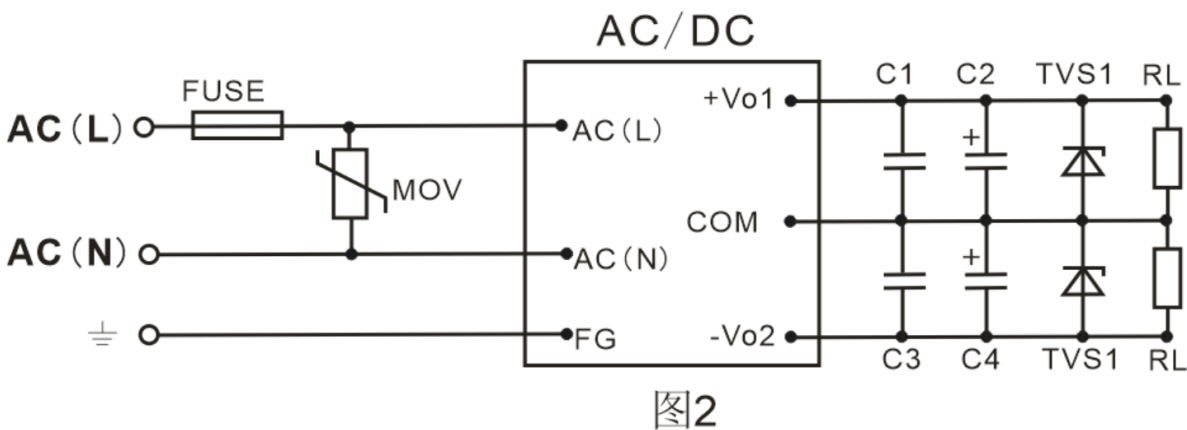 AC/DC
FUSE
C1 C2 TVS1 RL
+Vo1
AC(L)
AC(L)
+
MOV
COM
AC(N)
AC(N)
+
FG
-Vo2
C3 C4 TVS1 RL
图2